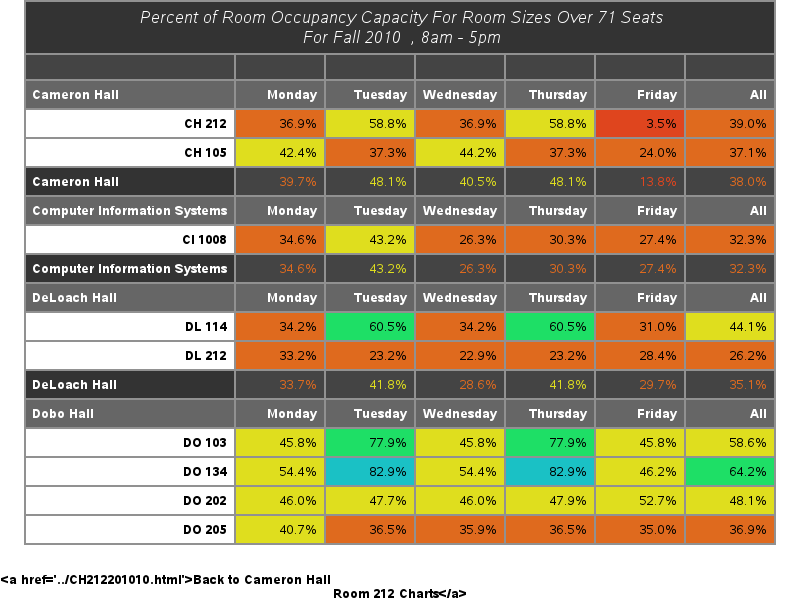 Percent of Room Occupancy Capacity For Room Sizes Over 71 Seats
For Fall 2010 , 8am - 5pm
Cameron Hall Monday Tuesday Wednesday Thursday Friday All
CH 212 36.9% 58.8% 36.9% 58.8% 3.5% 39.0%
CH 105 42.4% 37.3% 44.2% 37.3% 24.0% 37.1%
Cameron Hall 39.7% 48.1% 40.5% 48.1% 13.8% 38.0%
Computer Information Systems Monday Tuesday Wednesday Thursday Friday All
CI 1008 34.6% 43.2% 26.3% 30.3% 27.4% 32.3%
Computer Information Systems 34.6% 43.2% 26.3% 30.3% 27.4% 32.3%
DeLoach Hall Monday Tuesday Wednesday Thursday Friday All
DL 114 34.2% 60.5% 34.2% 60.5% 31.0% 44.1%
DL 212 33.2% 23.2% 22.9% 23.2% 28.4% 26.2%
DeLoach Hall 33.7% 41.8% 28.6% 41.8% 29.7% 35.1%
Dobo Hall Monday Tuesday Wednesday Thursday Friday All
DO 103 45.8% 77.9% 45.8% 77.9% 45.8% 58.6%
DO 134 54.4% 82.9% 54.4% 82.9% 46.2% 64.2%
DO 202 46.0% 47.7% 46.0% 47.9% 52.7% 48.1%
DO 205 40.7% 36.5% 35.9% 36.5% 35.0% 36.9%
<a href='../CH212201010.html'>Back to Cameron Hall
Room 212 Charts</a>